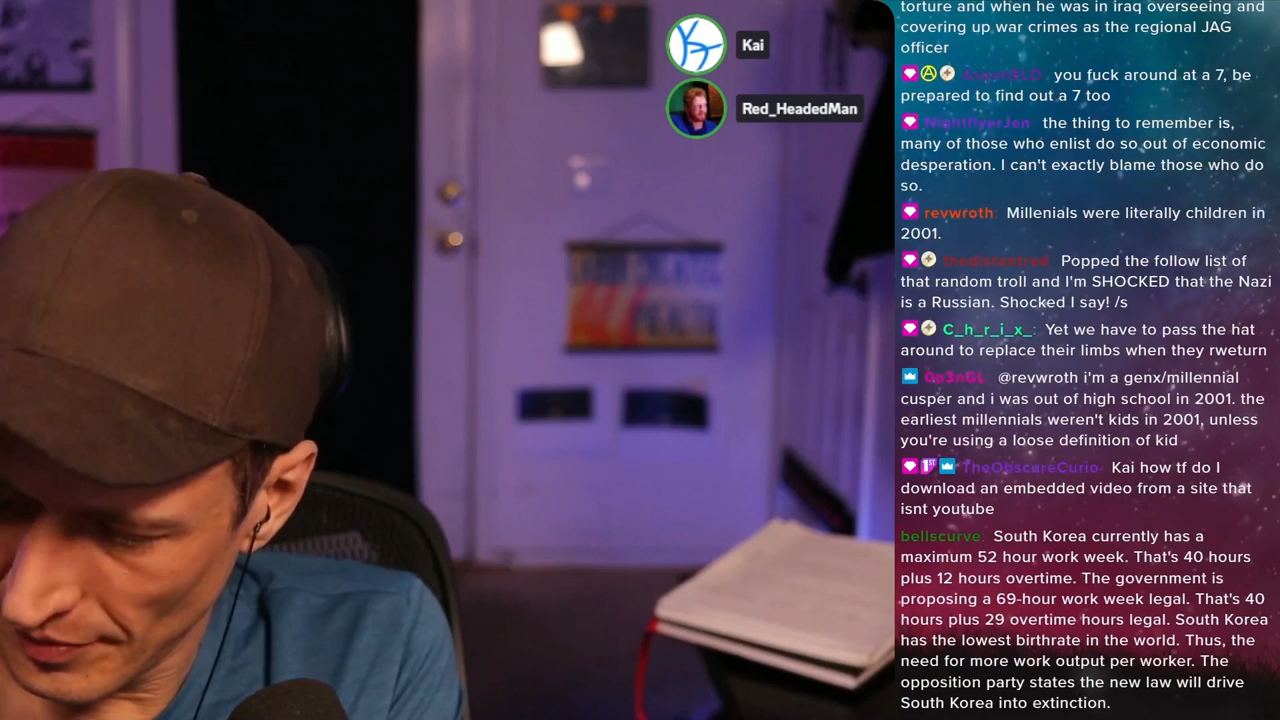 Kai
Red_HeadedMan
torture and when he was in iraq overseeing and
covering up war crimes as the regional JAG
officer
AspenELD you fuck around at a 7, be
prepared to find out a 7 too
NightflyerJen the thing to remember is,
many of those who enlist do so out of economic
desperation. I can't exactly blame those who do
so.
revwroth: Millenials were literally children in
2001.
thedistantred Popped the follow list of
that random troll and I'm SHOCKED that the Nazi
is a Russian. Shocked I say! /s
C_h_r_i_x_: Yet we have to pass the hat
around to replace their limbs when they rweturn
0p3nGL: @revwroth i'm a genx/millennial
cusper and i was out of high school in 2001. the
earliest millennials weren't kids in 2001, unless
you're using a loose definition of kid
TheObscureCurio Kai how tf do I
download an embedded video from a site that
isnt youtube
bellscurve: South Korea currently has a
maximum 52 hour work week. That's 40 hours
plus 12 hours overtime. The government is
proposing a 69-hour work week legal. That's 40
hours plus 29 overtime hours legal. South Korea
has the lowest birthrate in the world. Thus, the
need for more work output per worker. The
opposition party states the new law will drive
South Korea into extinction.